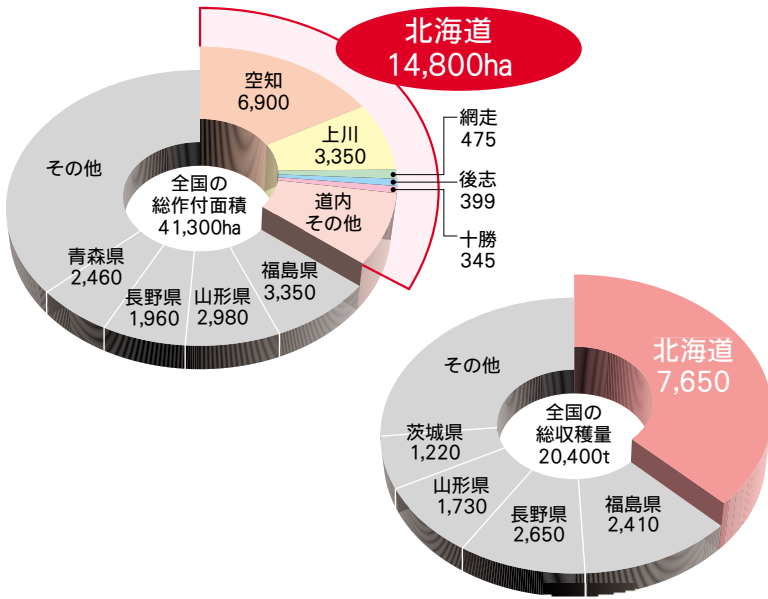 北海道
14,800ha
空知
6,900
上川
3,350
網走
475
後志
399
十勝
345
道内
その他
その他
全国の
総作付面積
41,300ha
青森県
2,460
長野県
1,960
山形県
2,980
福島県
3,350
北海道
7,650
その他
全国の
総収穫量
20,400t
茨城県
1,220
山形県
1,730
長野県
2,650
福島県
2,410